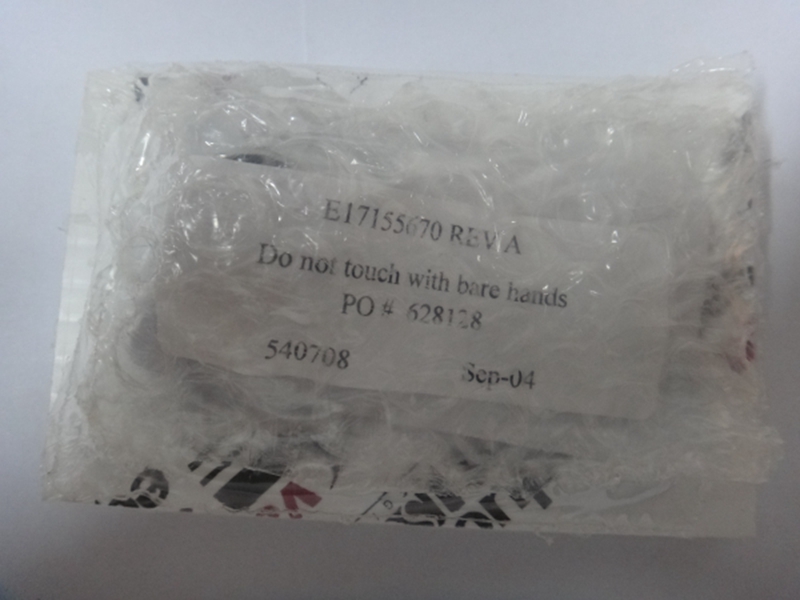 E17155670 REV A
Do not touch with bare hands
PO # 628128
540708 Sep-04